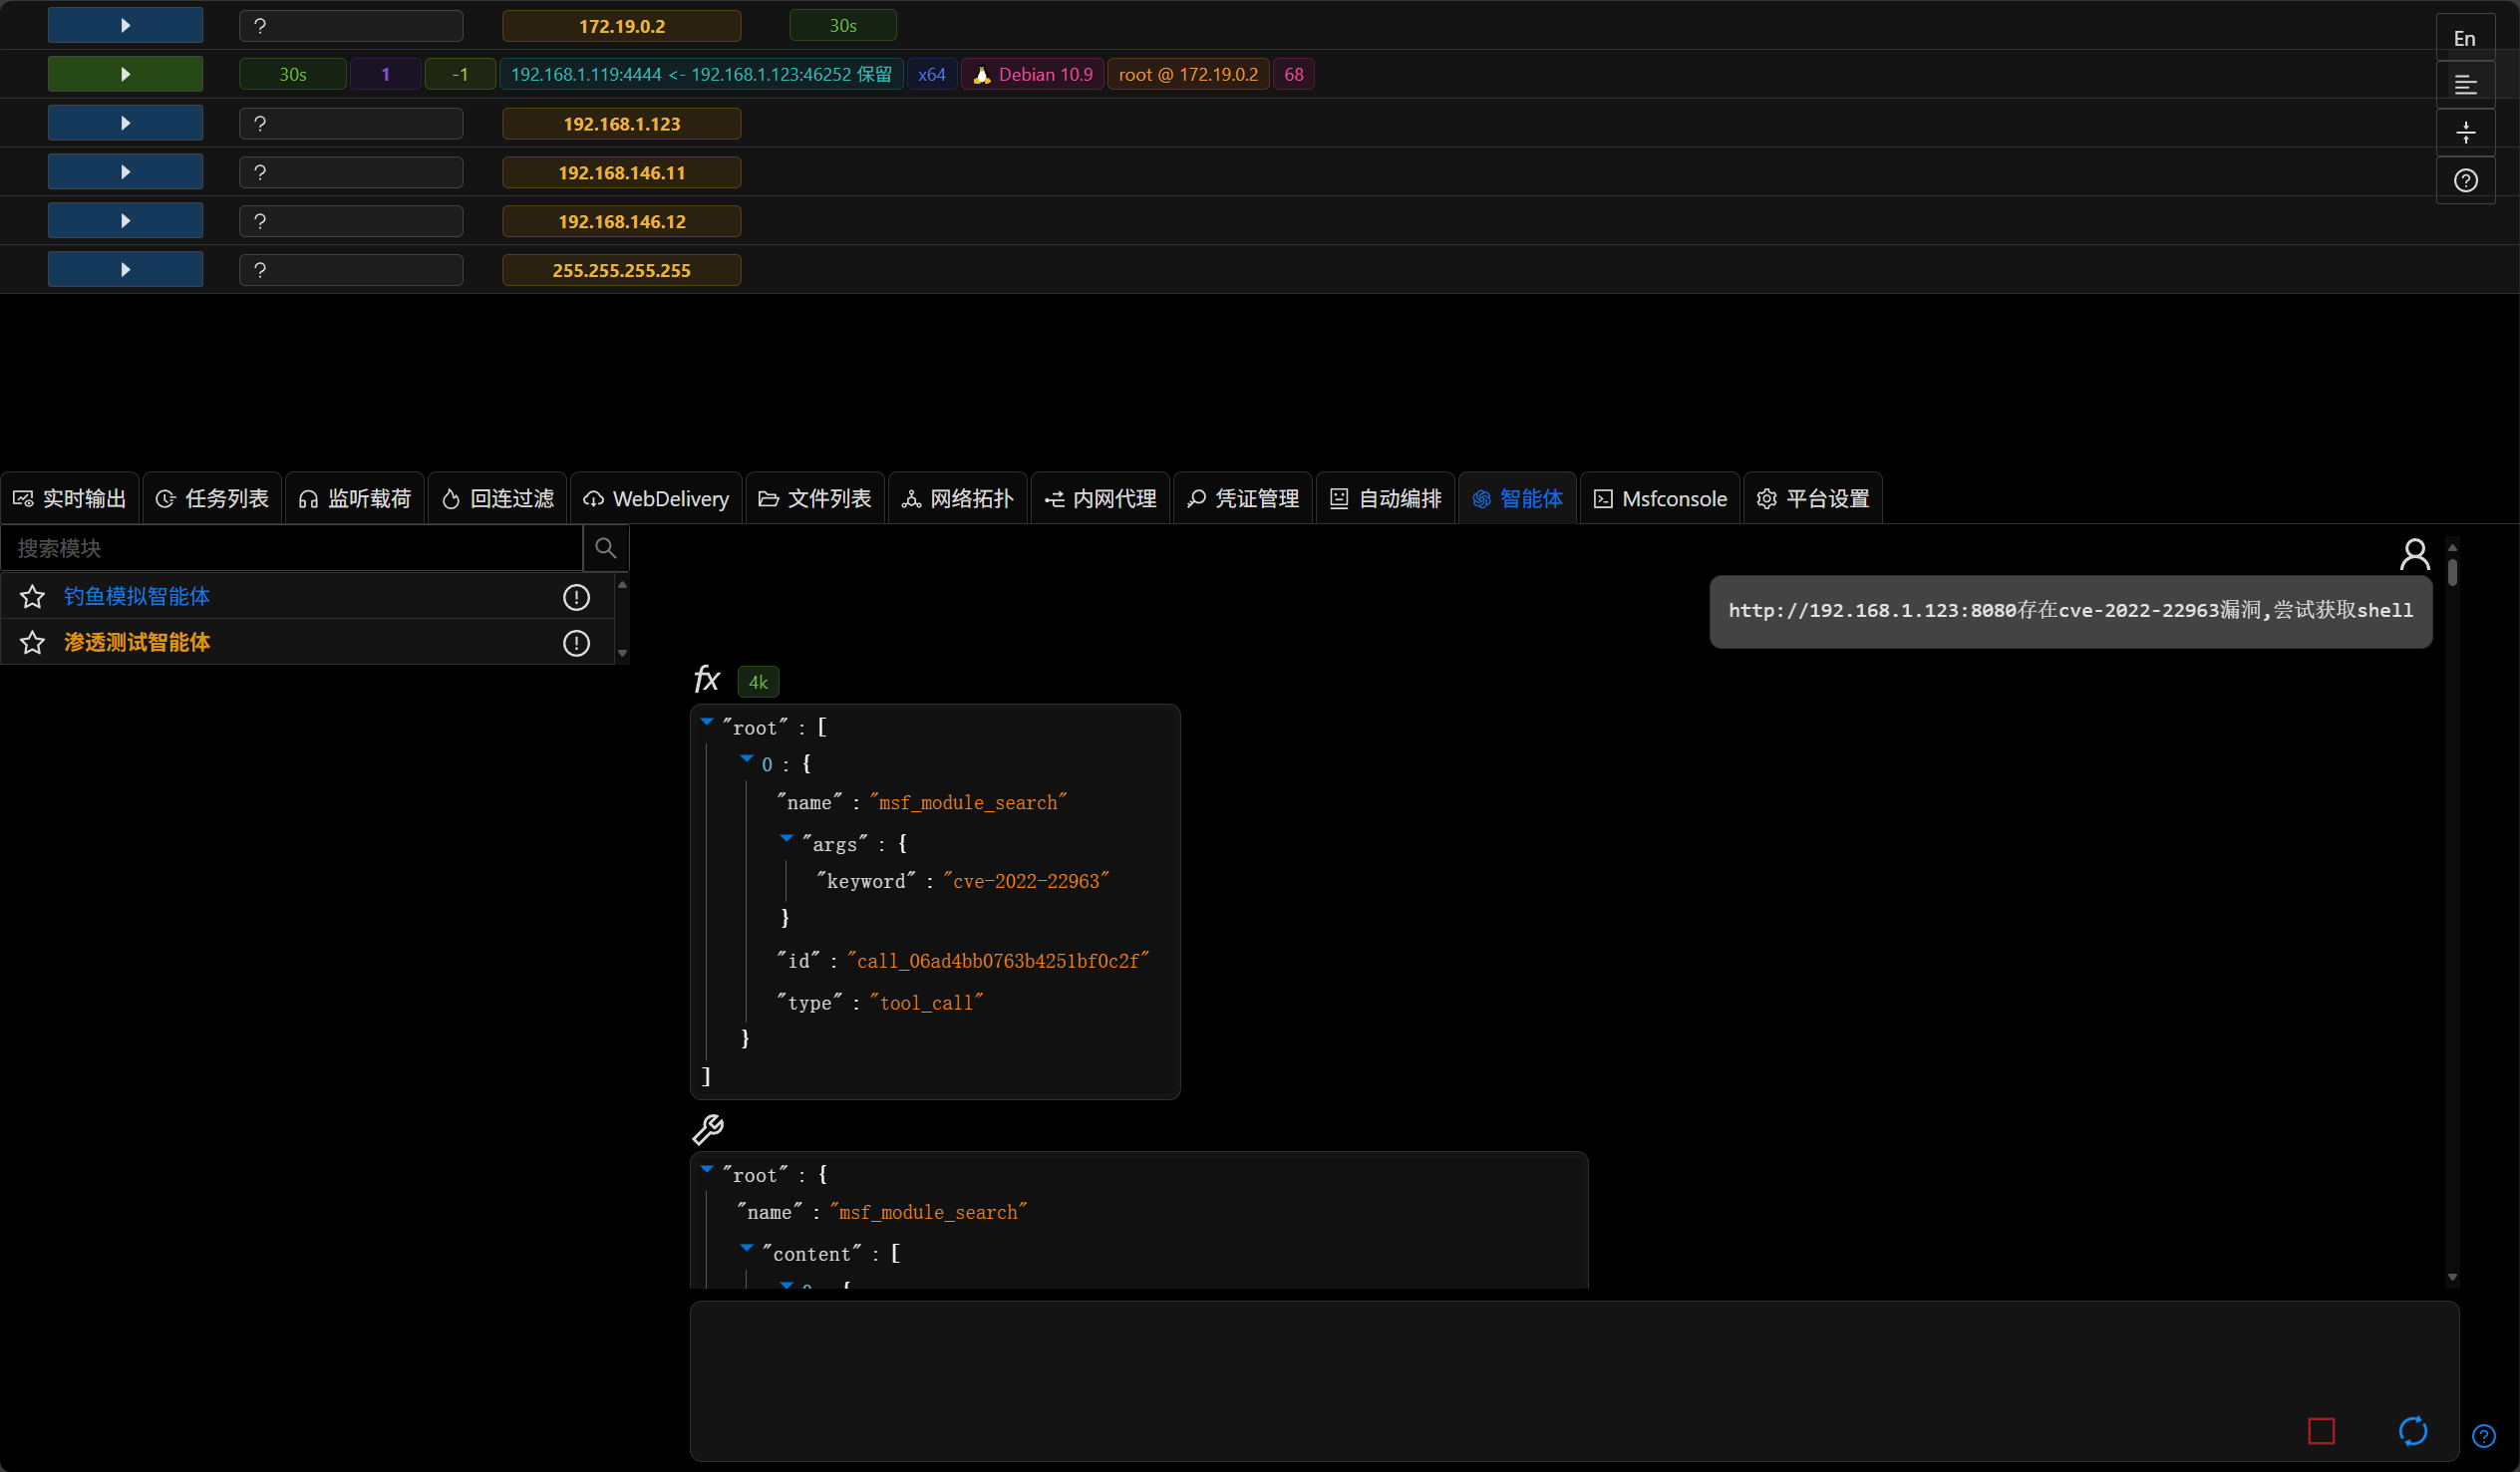 ? 172.19.0.2 30s
En
30s 1 -1 192.168.1.119:4444 <- 192.168.1.123:46252 保留 x64 Debian 10.9 root @ 172.19.0.2 68
? 192.168.1.123
? 192.168.146.11
? 192.168.146.12
? 255.255.255.255
实时输出 任务列表 监听载荷 回连过滤 WebDelivery 文件列表 网络拓扑 内网代理 凭证管理 自动编排 智能体 Msfconsole 平台设置
搜索模块
钓鱼模拟智能体
渗透测试智能体
http://192.168.1.123:8080存在cve-2022-22963漏洞,尝试获取shell
fx 4k
"root" : [
0 : {
"name" : "msf_module_search"
"args" : {
"keyword" : "cve-2022-22963"
}
"id" : "call_06ad4bb0763b4251bf0c2f"
"type" : "tool_call"
}
]
"root" : {
"name" : "msf_module_search"
"content" : [